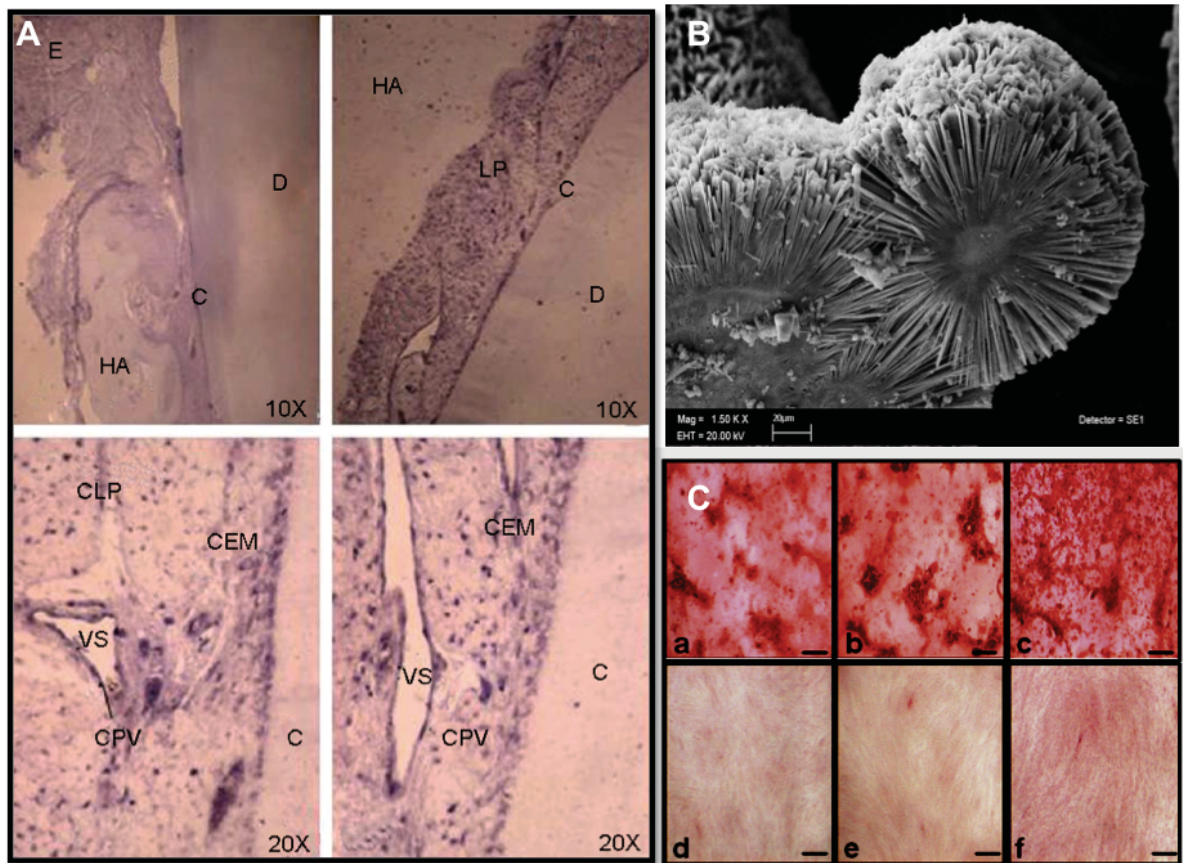 A
E
D
C
HA
10X
HA
LP
C
D
10X
CLP
CEM
VS
CPV
C
20X
CEM
VS
C
CPV
20X
B
Mag = 1.50 K X
20µm
Detector = SE1
EHT = 20.00 kV
C
a
b
c
d
e
f